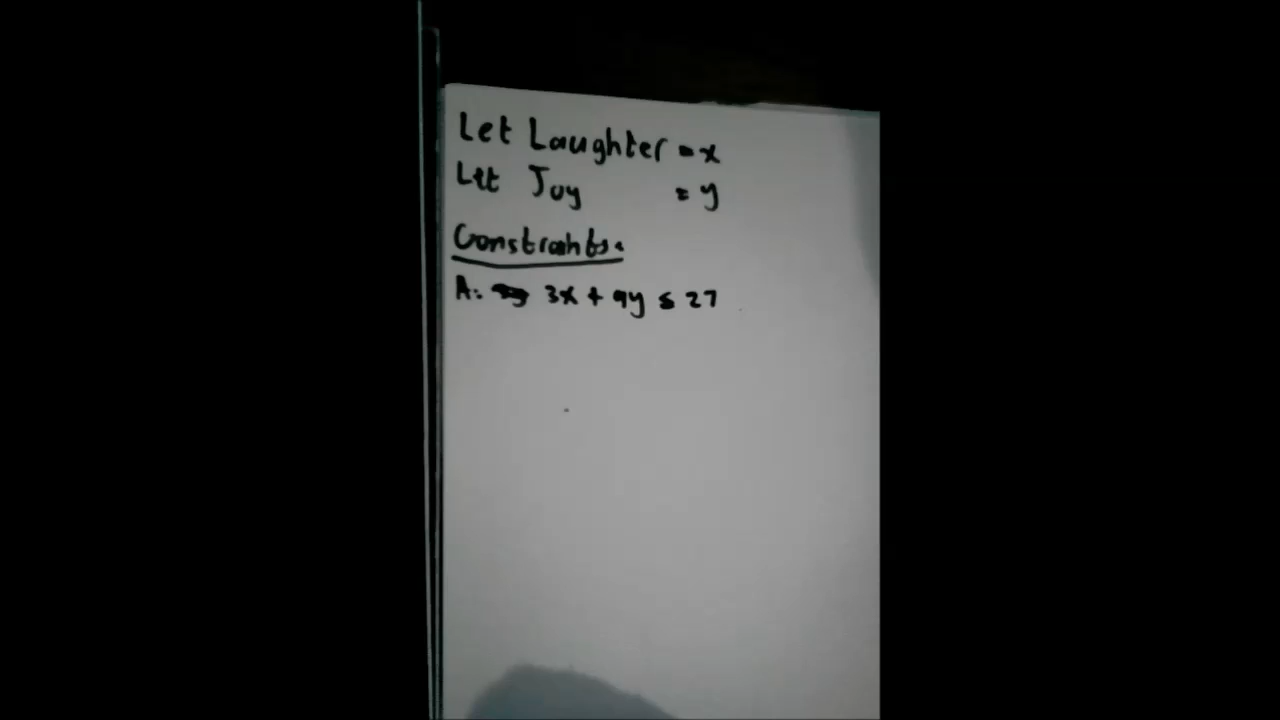 Let Laughter = x
Let Joy = y
Constraints:
A: 3x + 9y ≤ 27